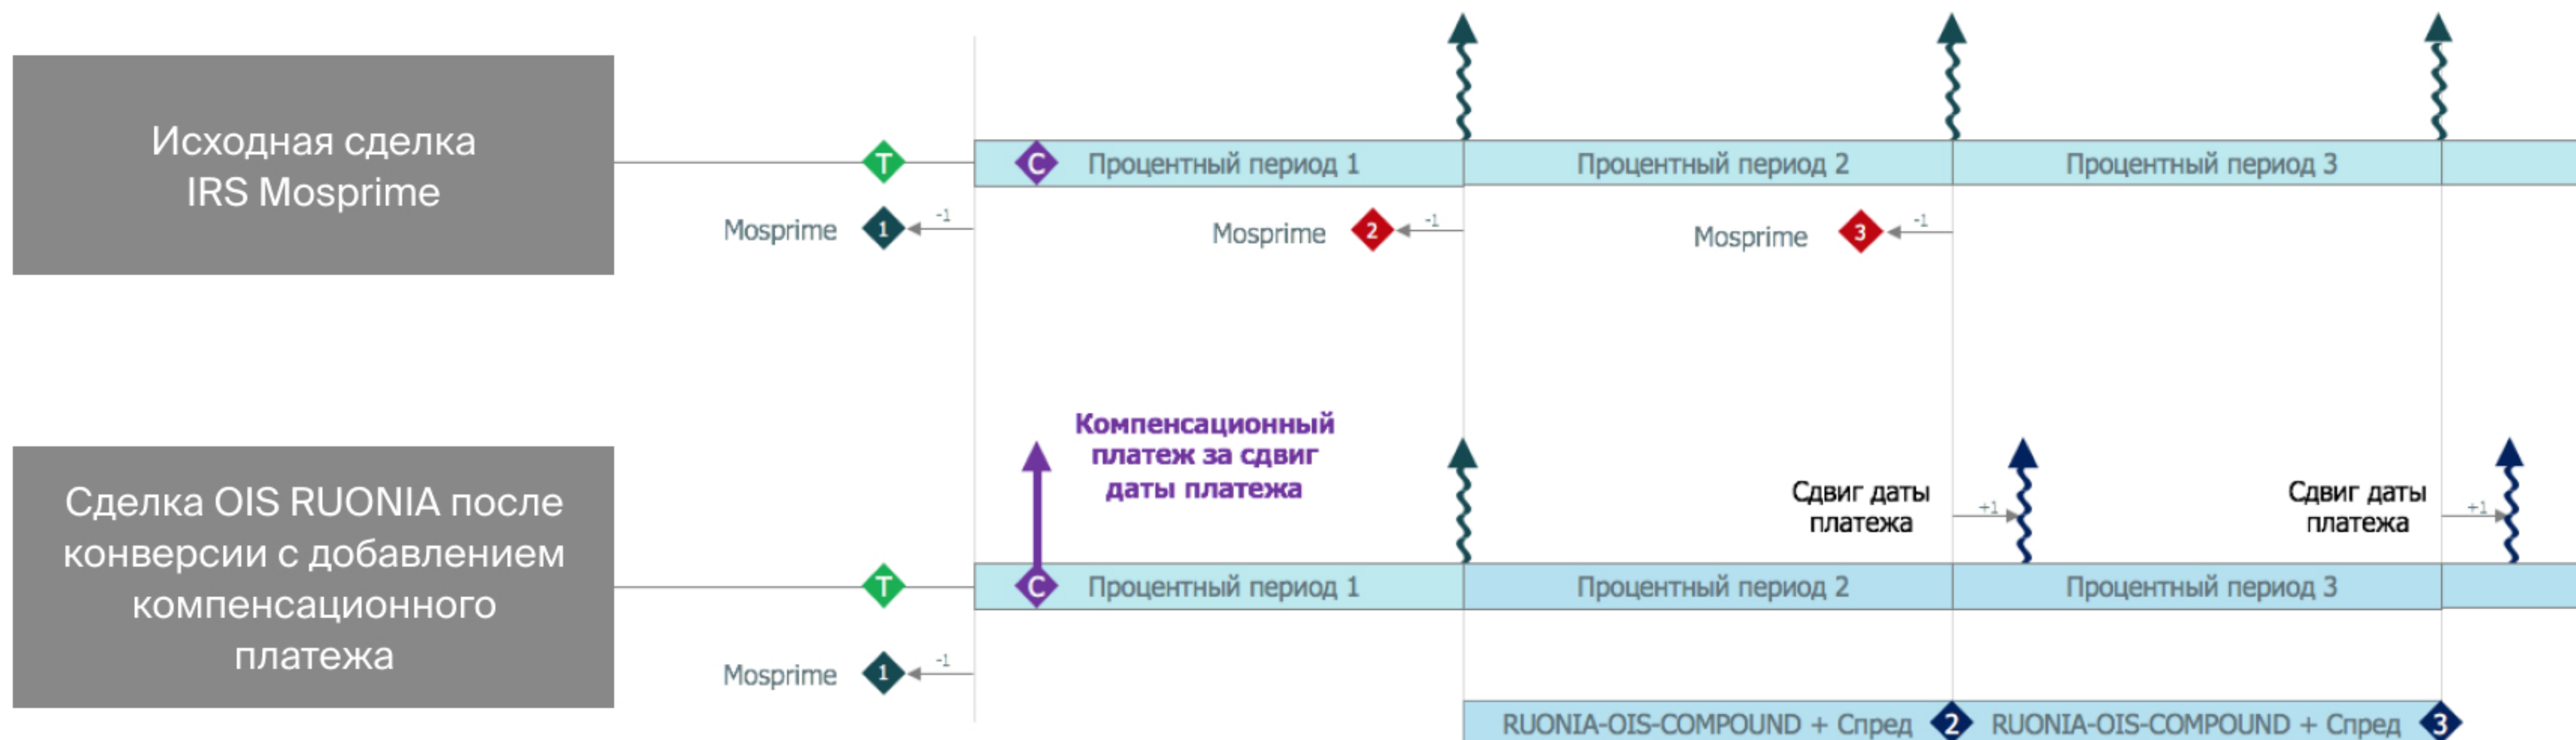 Исходная сделка
IRS Mosprime
T
C
Процентный период 1
Процентный период 2
Процентный период 3
Mosprime
1
-1
Mosprime
2
-1
Mosprime
3
-1
Сделка OIS RUONIA после
конверсии с добавлением
компенсационного
платежа
Компенсационный
платеж за сдвиг
даты платежа
Сдвиг даты
платежа
+1
Сдвиг даты
платежа
+1
T
C
Процентный период 1
Процентный период 2
Процентный период 3
Mosprime
1
-1
RUONIA-OIS-COMPOUND + Спред
2
RUONIA-OIS-COMPOUND + Спред
3